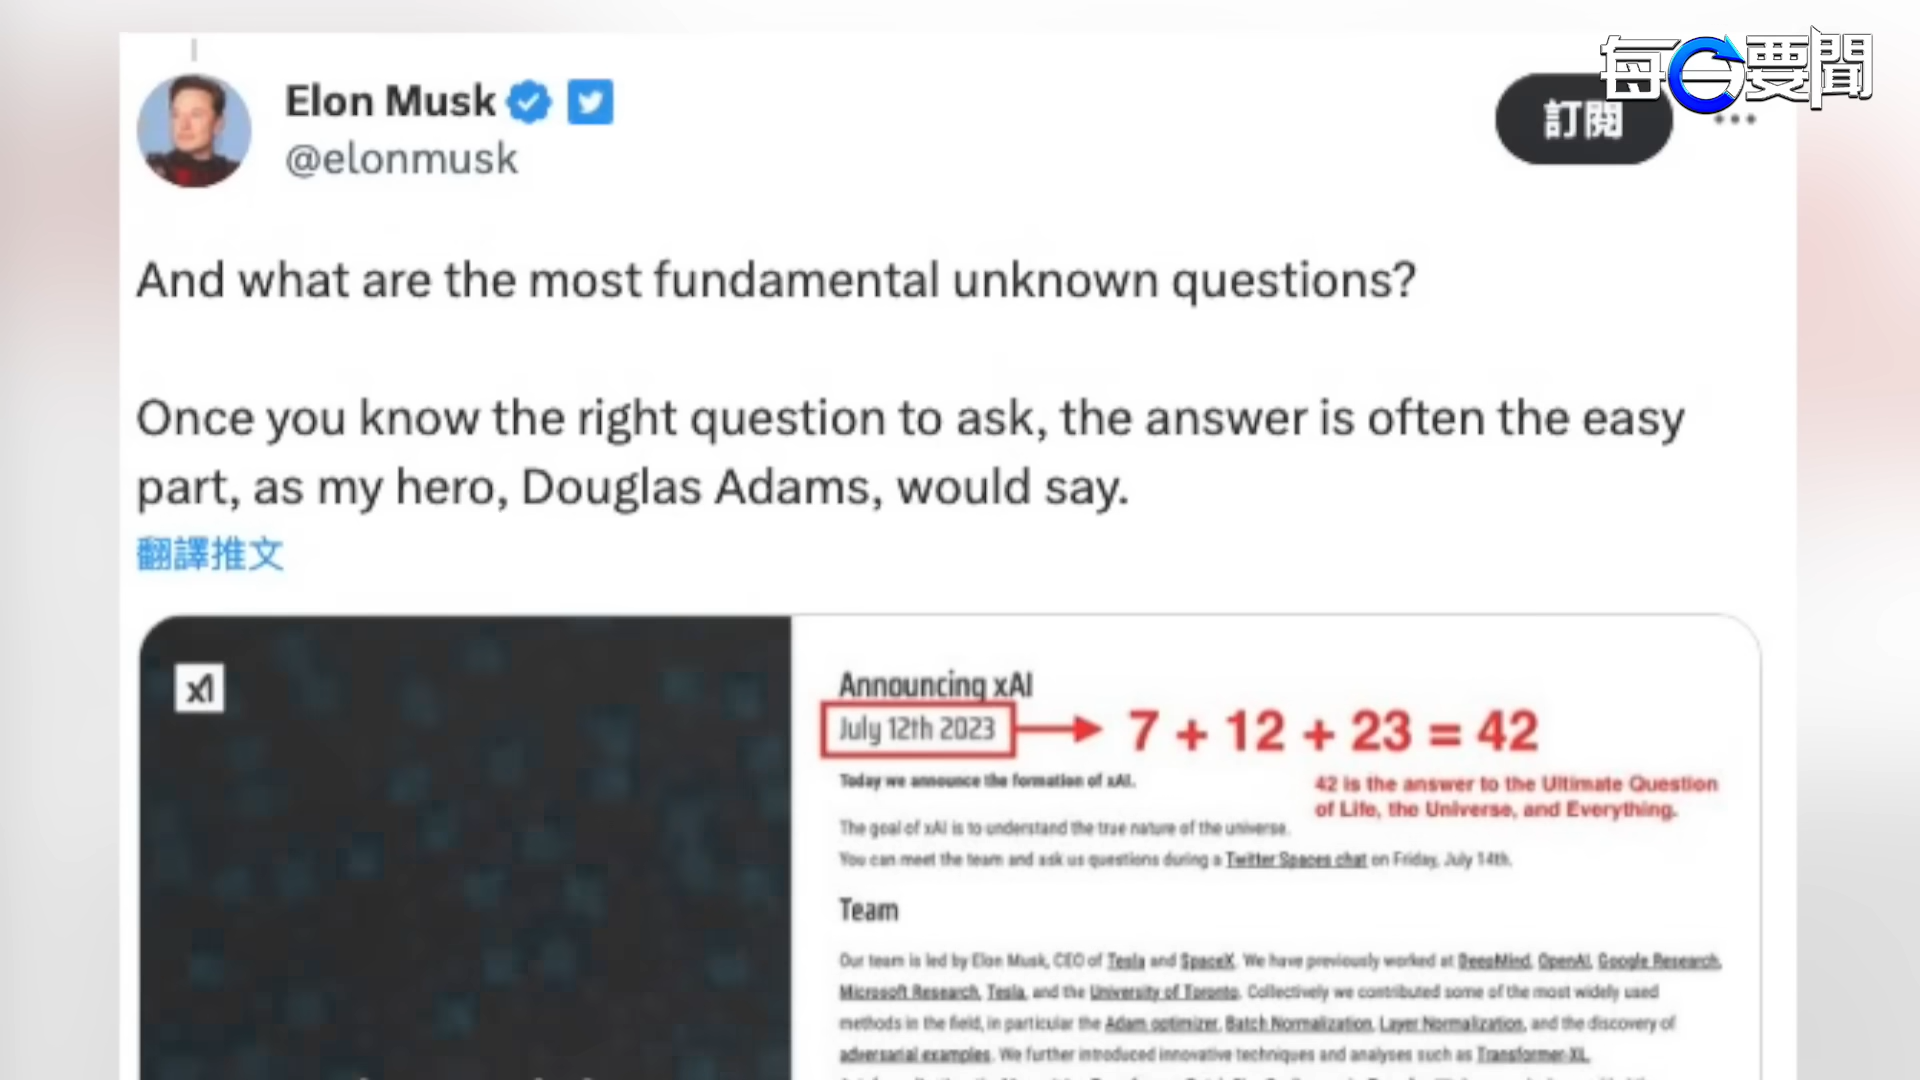 每日要聞
Elon Musk
@elonmusk
訂閱
And what are the most fundamental unknown questions?
Once you know the right question to ask, the answer is often the easy
part, as my hero, Douglas Adams, would say.
翻譯推文
xAI
Announcing xAI
July 12th 2023
7 + 12 + 23 = 42
42 is the answer to the Ultimate Question
of Life, the Universe, and Everything.
Today we announce the formation of xAI.
The goal of xAI is to understand the true nature of the universe.
You can meet the team and ask us questions during a Twitter Spaces chat on Friday, July 14th.
Team
Our team is led by Elon Musk, CEO of Tesla and SpaceX. We have previously worked at DeepMind, OpenAI, Google Research,
Microsoft Research, Tesla, and the University of Toronto. Collectively we contributed some of the most widely used
methods in the field, in particular the Adam optimizer, Batch Normalization, Layer Normalization, and the discovery of
adversarial examples. We further introduced innovative techniques and analyses such as Transformer-XL,